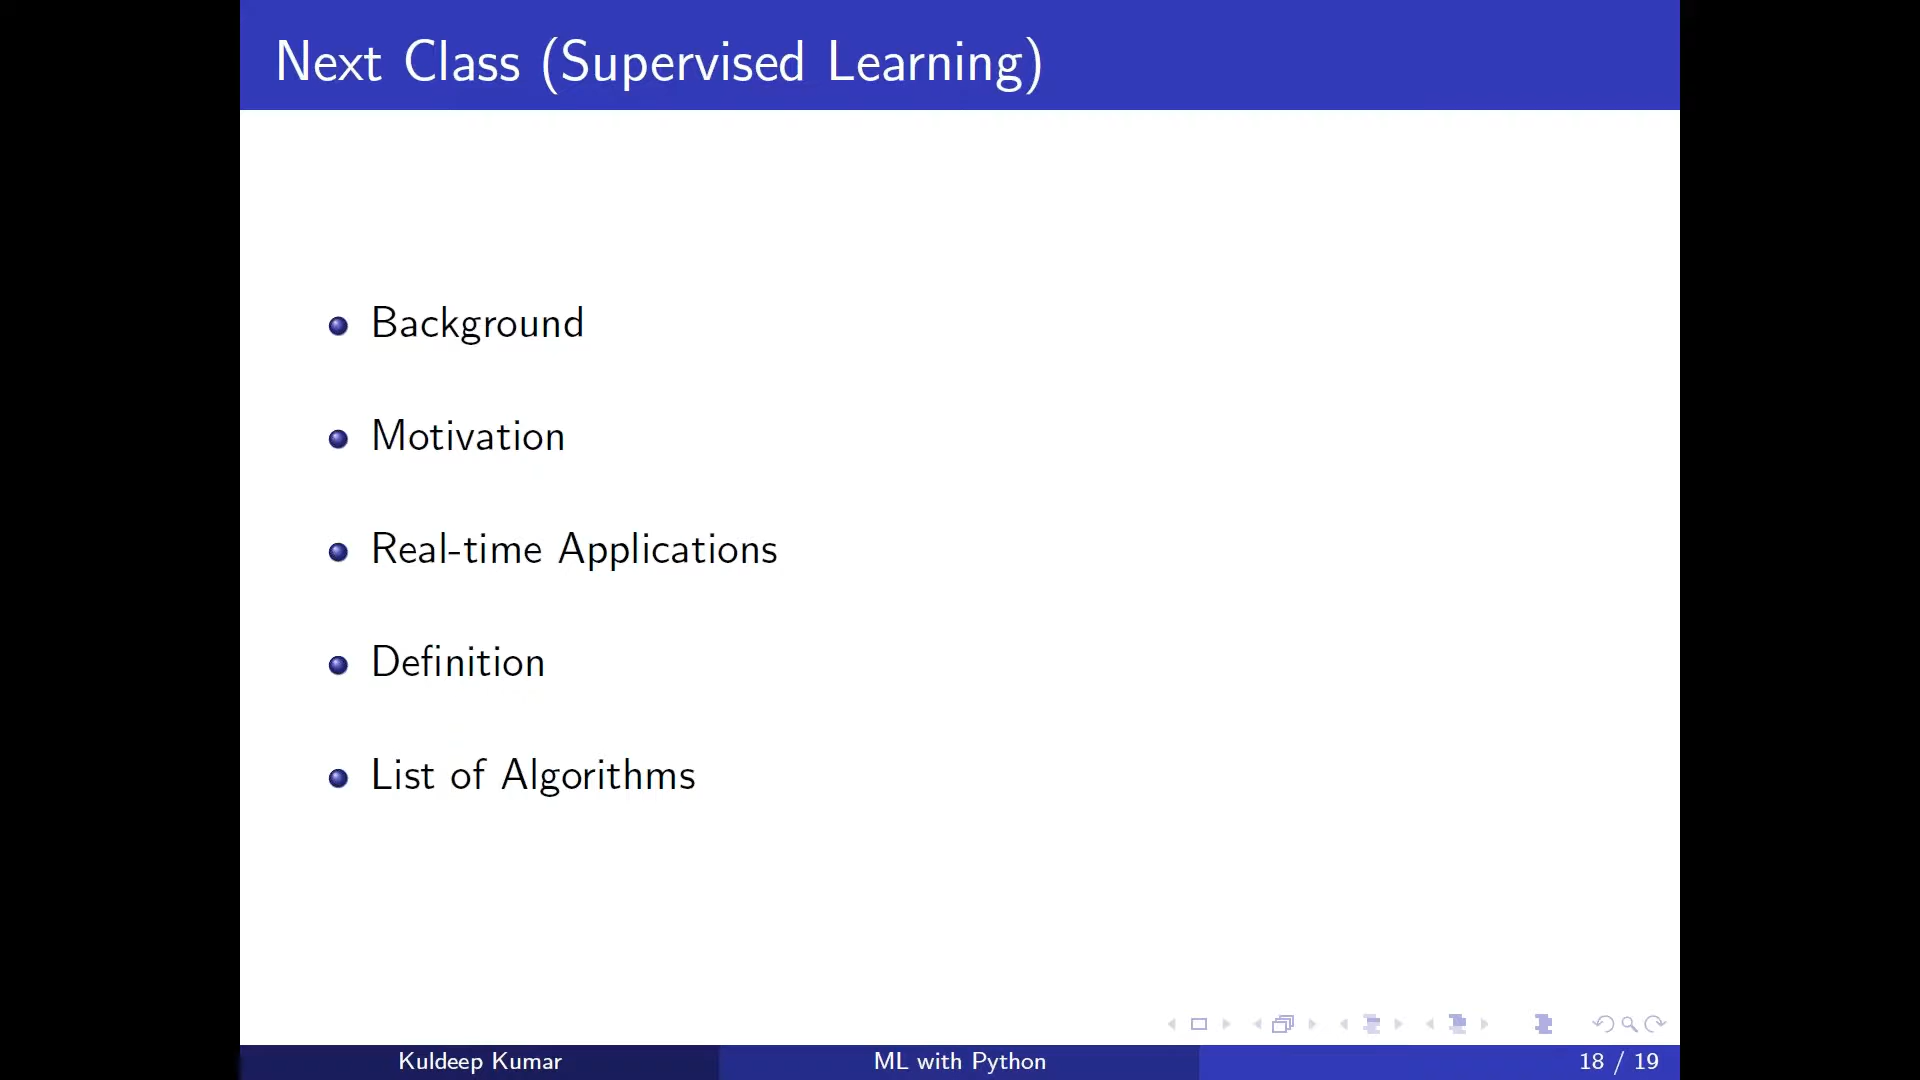 Next Class (Supervised Learning)
Background
Motivation
Real-time Applications
Definition
List of Algorithms
Kuldeep Kumar
ML with Python
18 / 19